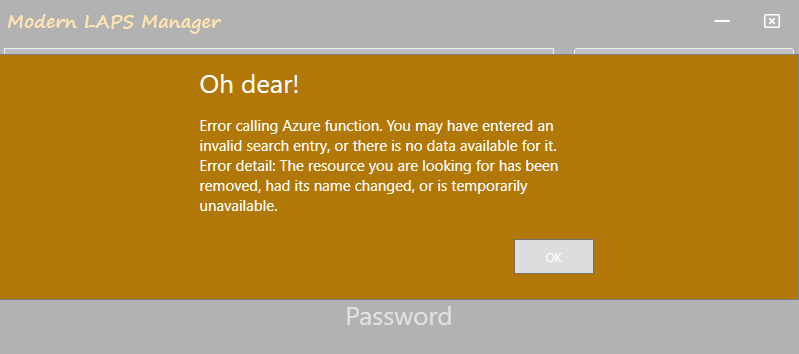 Modern LAPS Manager
Oh dear!
Error calling Azure function. You may have entered an
invalid search entry, or there is no data available for it.
Error detail: The resource you are looking for has been
removed, had its name changed, or is temporarily
unavailable.
OK
Password